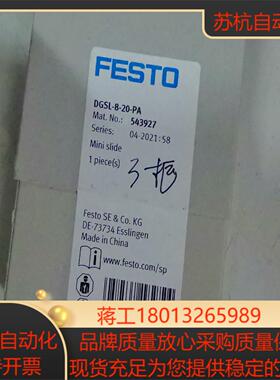 苏杭自动
FESTO
DGSL-8-20-PA
Mat. No.: 543927
Series: 04-2021:58
Mini slide
1 piece(s)
Festo SE & Co. KG
DE-73734 Esslingen
Made in China
www.festo.com/sp
蒋工18013265989
自动化
开票
品牌质量放心采购质量保
现货充足为您提供定期